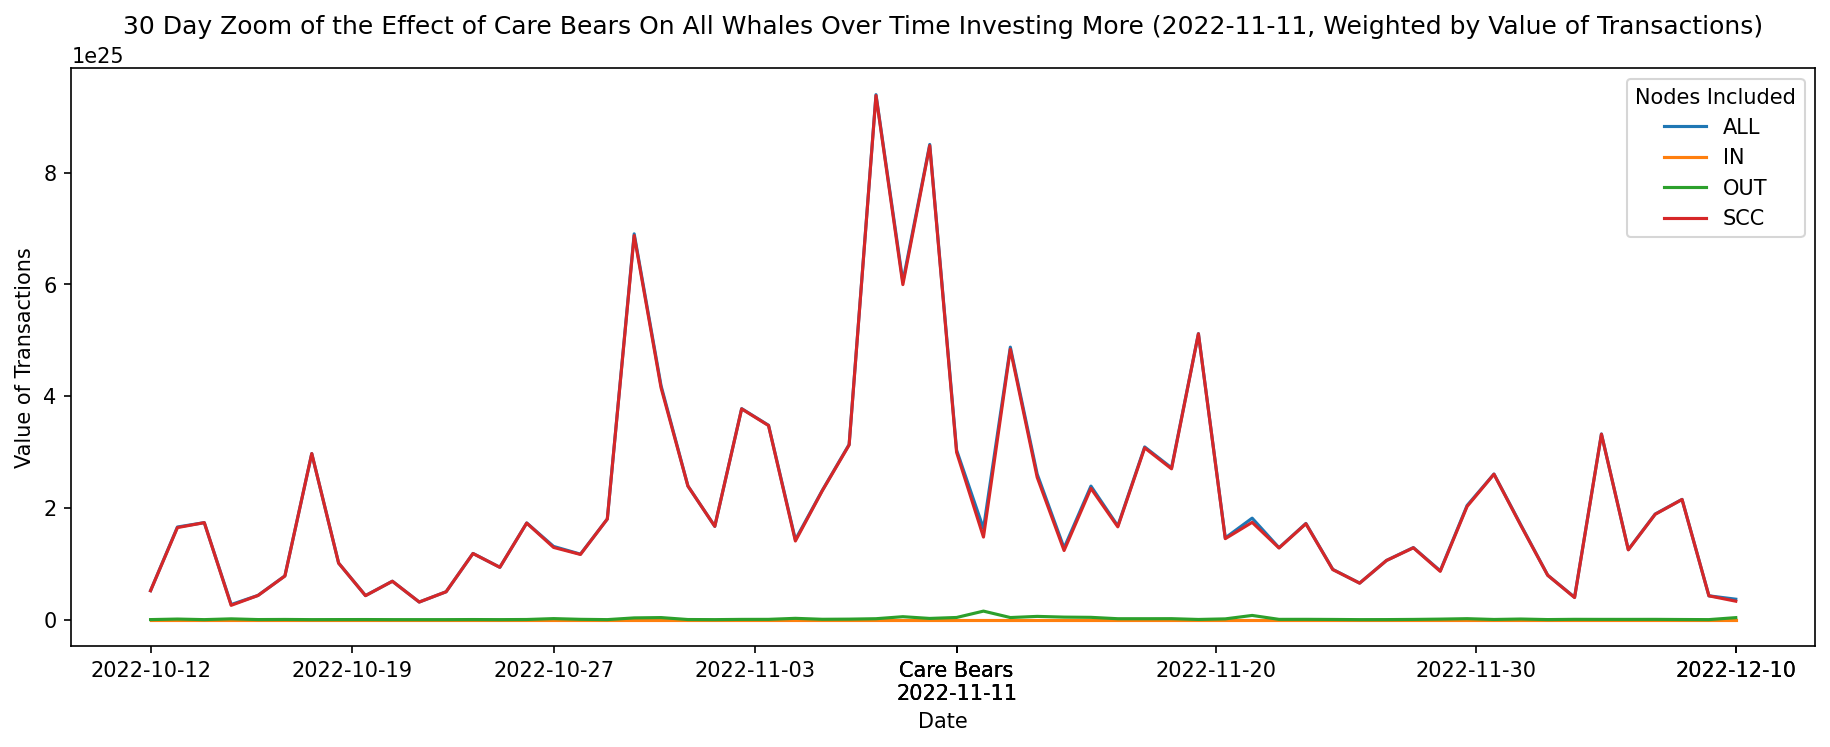 30 Day Zoom of the Effect of Care Bears On All Whales Over Time Investing More (2022-11-11, Weighted by Value of Transactions)
1e25
Nodes Included
ALL
IN
OUT
SCC
Value of Transactions
8
6
4
2
0
2022-10-12
2022-10-19
2022-10-27
2022-11-03
Care Bears
2022-11-11
2022-11-20
2022-11-30
2022-12-10
Date